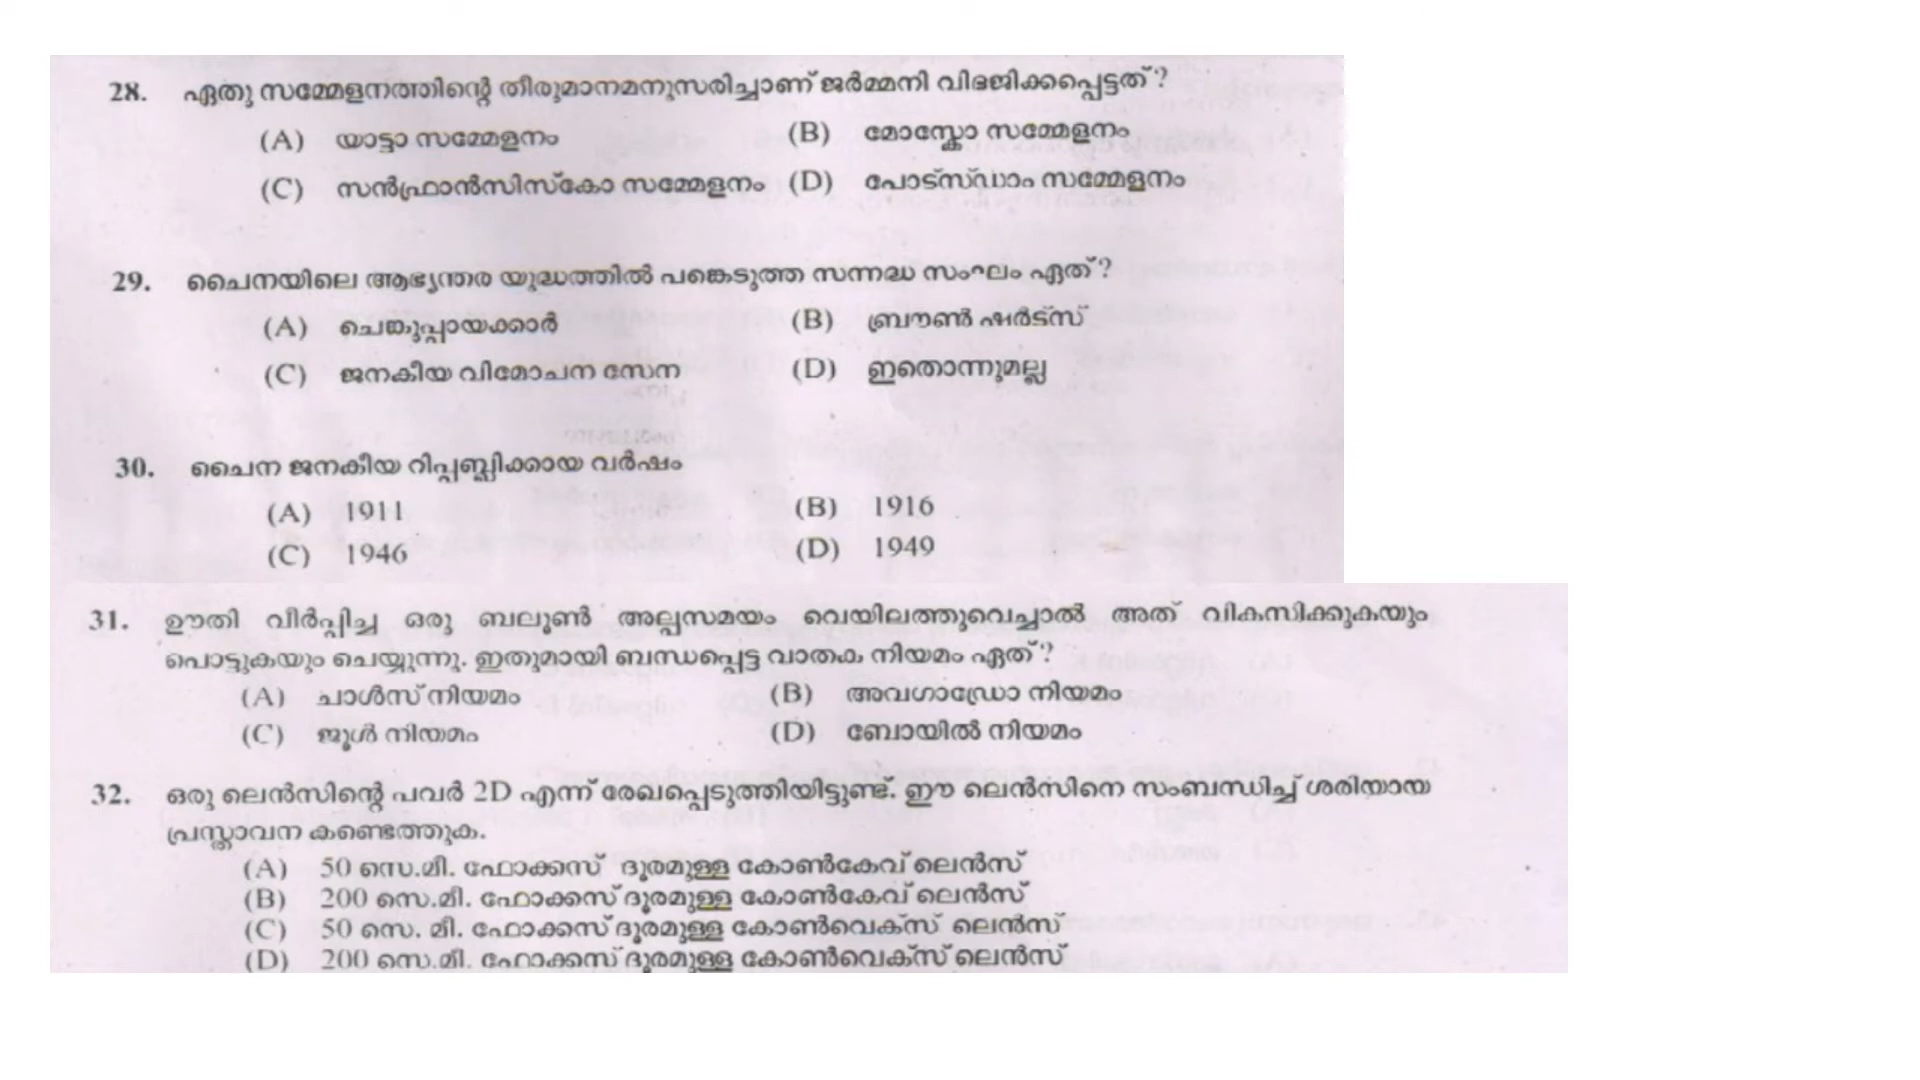 28. ഏതു സമ്മേളനത്തിന്റെ തീരുമാനമനുസരിച്ചാണ് ജർമ്മനി വിഭജിക്കപ്പെട്ടത് ?
(A) യാട്ടാ സമ്മേളനം (B) മോസ്കോ സമ്മേളനം
(C) സൻഫ്രാൻസിസ്കോ സമ്മേളനം (D) പോട്സ്ഡാം സമ്മേളനം
29. ചൈനയിലെ ആഭ്യന്തര യുദ്ധത്തിൽ പങ്കെടുത്ത സന്നദ്ധ സംഘം ഏത് ?
(A) ചെങ്കുപ്പായക്കാർ (B) ബ്രൗൺ ഷർട്സ്
(C) ജനകീയ വിമോചന സേന (D) ഇതൊന്നുമല്ല
30. ചൈന ജനകീയ റിപ്പബ്ലിക്കായ വർഷം
(A) 1911 (B) 1916
(C) 1946 (D) 1949
31. ഊതി വീർപ്പിച്ച ഒരു ബലൂൺ അല്പസമയം വെയിലത്തുവെച്ചാൽ അത് വികസിക്കുകയും
പൊട്ടുകയും ചെയ്യുന്നു. ഇതുമായി ബന്ധപ്പെട്ട വാതക നിയമം ഏത് ?
(A) ചാൾസ് നിയമം (B) അവഗാഡ്രോ നിയമം
(C) ജൂൾ നിയമം (D) ബോയിൽ നിയമം
32. ഒരു ലെൻസിന്റെ പവർ 2D എന്ന് രേഖപ്പെടുത്തിയിട്ടുണ്ട്. ഈ ലെൻസിനെ സംബന്ധിച്ച് ശരിയായ
പ്രസ്താവന കണ്ടെത്തുക.
(A) 50 സെ.മീ. ഫോക്കസ് ദൂരമുള്ള കോൺകേവ് ലെൻസ്
(B) 200 സെ.മീ. ഫോക്കസ് ദൂരമുള്ള കോൺകേവ് ലെൻസ്
(C) 50 സെ. മീ. ഫോക്കസ് ദൂരമുള്ള കോൺവെക്സ് ലെൻസ്
(D) 200 സെ.മീ. ഫോക്കസ് ദൂരമുള്ള കോൺവെക്സ് ലെൻസ്